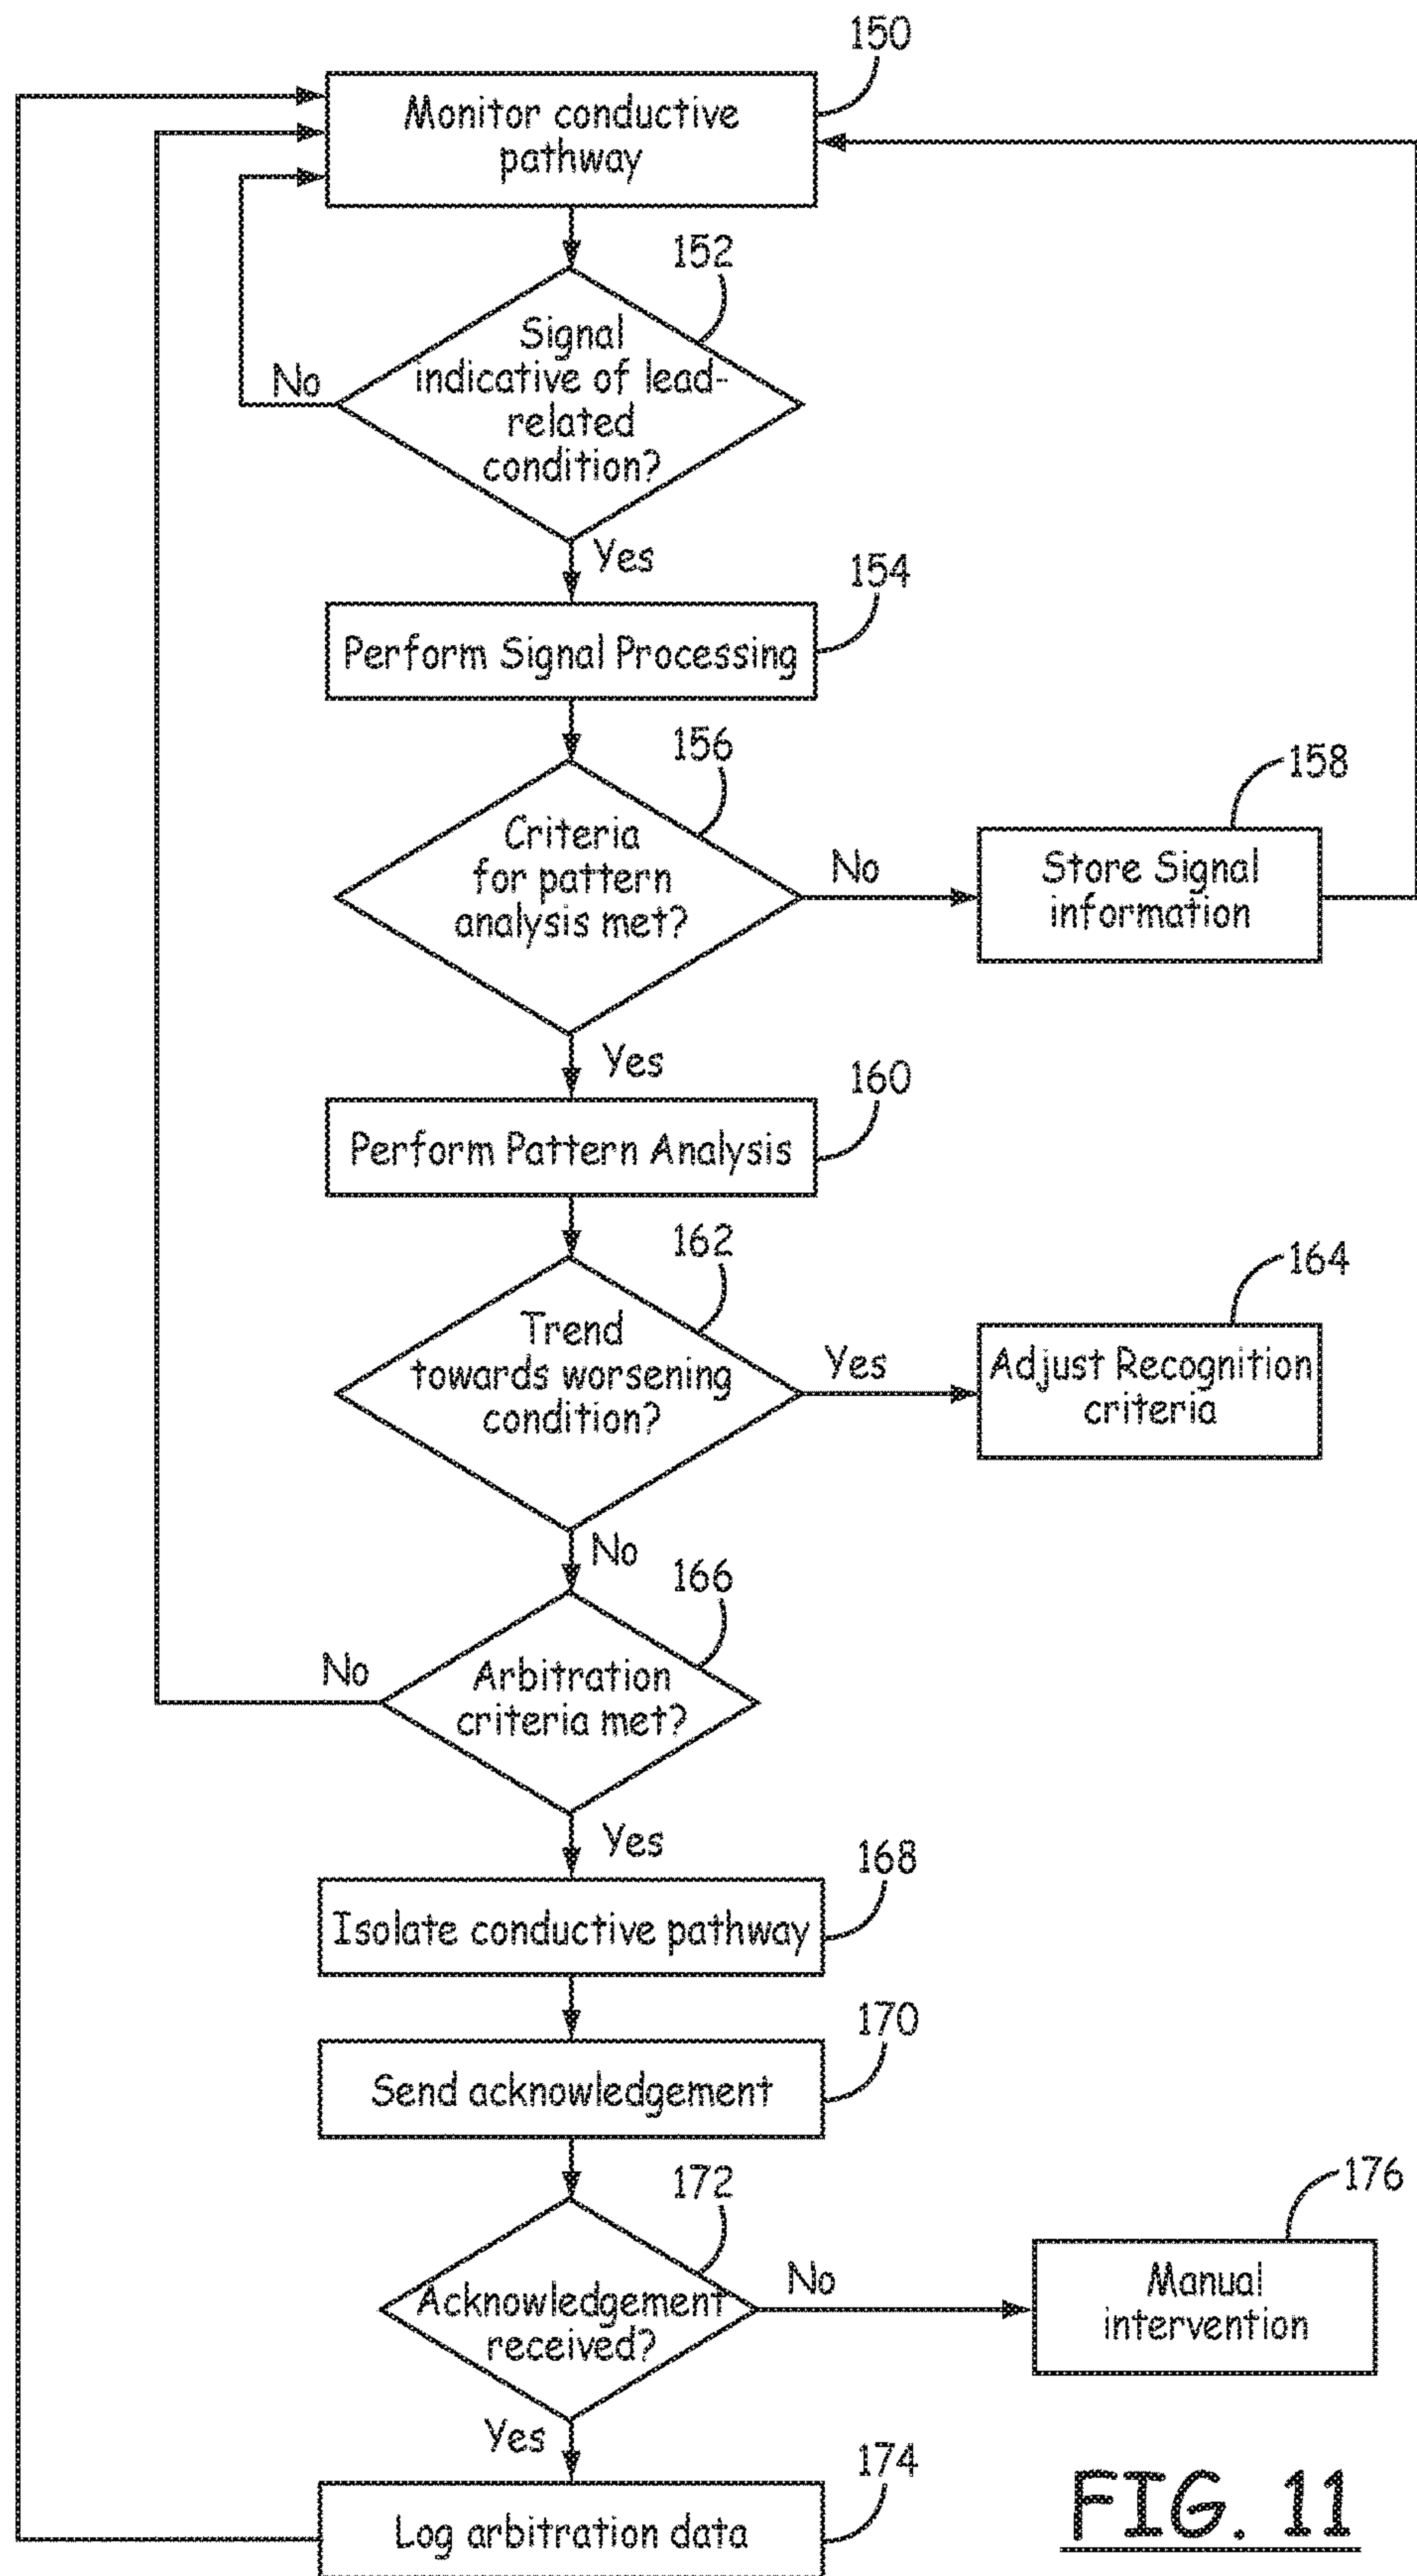 150
Monitor conductive
pathway
152
Signal
indicative of lead-
related
condition?
No
Yes
154
Perform Signal Processing
156
Criteria
for pattern
analysis met?
No
158
Store Signal
information
Yes
160
Perform Pattern Analysis
162
Trend
towards worsening
condition?
Yes
164
Adjust Recognition
criteria
No
166
Arbitration
criteria met?
No
Yes
168
Isolate conductive pathway
170
Send acknowledgement
172
Acknowledgement
received?
No
176
Manual
intervention
Yes
174
Log arbitration data
FIG. 11